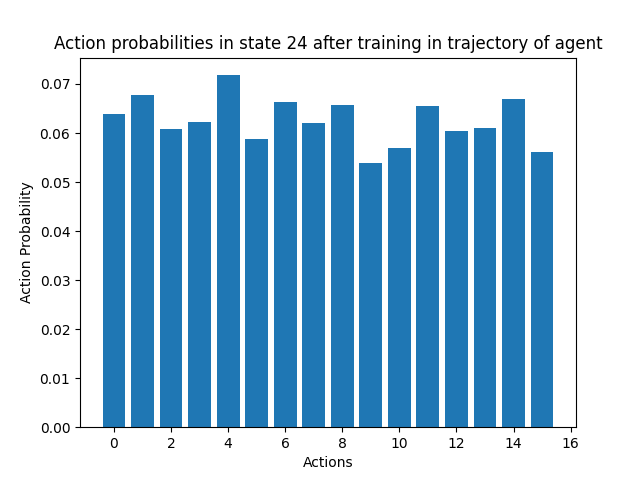 Action probabilities in state 24 after training in trajectory of agent
0.07
0.06
0.05
0.04
0.03
0.02
0.01
0.00
Action Probability
0 2 4 6 8 10 12 14 16
Actions